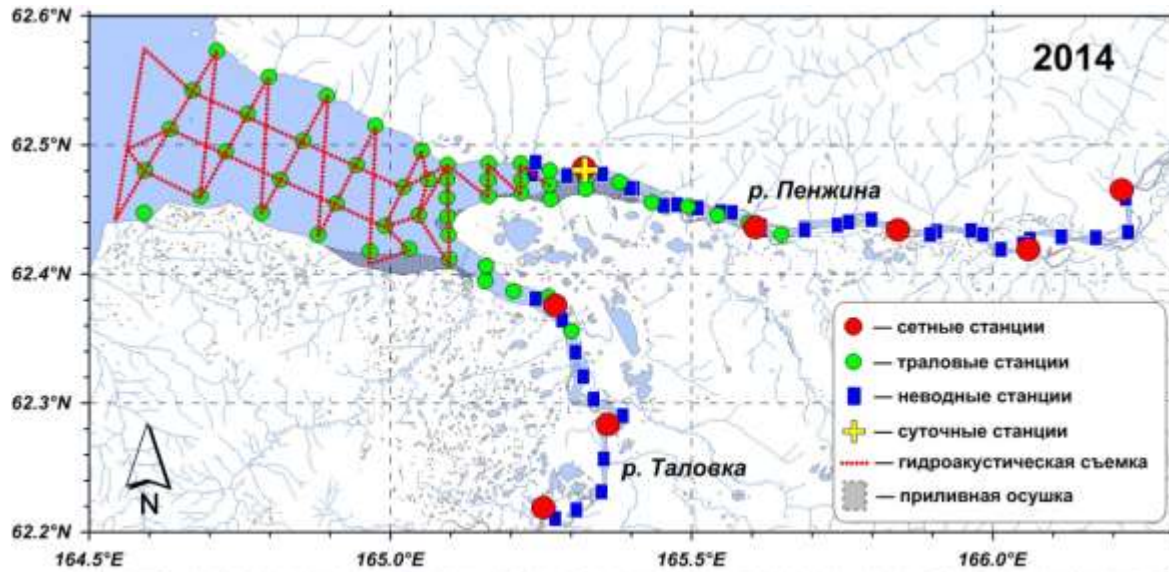 62.6°N
2014
62.5°N
р. Пенжина
62.4°N
— сетные станции
— траловые станции
— неводные станции
62.3°N
— суточные станции
р. Таловка
— гидроакустическая съемка
N
— приливная осушка
62.2°N
164.5°E 165.0°E 165.5°E 166.0°E